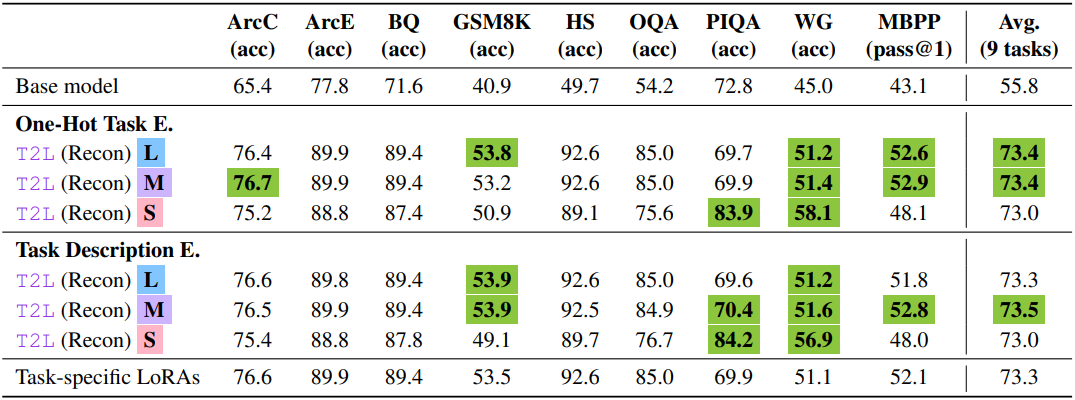 ArcC ArcE BQ GSM8K HS OQA PIQA WG MBPP Avg.
(acc) (acc) (acc) (acc) (acc) (acc) (acc) (acc) (pass@1) (9 tasks)
Base model 65.4 77.8 71.6 40.9 49.7 54.2 72.8 45.0 43.1 55.8
One-Hot Task E.
T2L (Recon) L 76.4 89.9 89.4 53.8 92.6 85.0 69.7 51.2 52.6 73.4
T2L (Recon) M 76.7 89.9 89.4 53.2 92.6 85.0 69.9 51.4 52.9 73.4
T2L (Recon) S 75.2 88.8 87.4 50.9 89.1 75.6 83.9 58.1 48.1 73.0
Task Description E.
T2L (Recon) L 76.6 89.8 89.4 53.9 92.6 85.0 69.6 51.2 51.8 73.3
T2L (Recon) M 76.5 89.9 89.4 53.9 92.5 84.9 70.4 51.6 52.8 73.5
T2L (Recon) S 75.4 88.8 87.8 49.1 89.7 76.7 84.2 56.9 48.0 73.0
Task-specific LoRAs 76.6 89.9 89.4 53.5 92.6 85.0 69.9 51.1 52.1 73.3